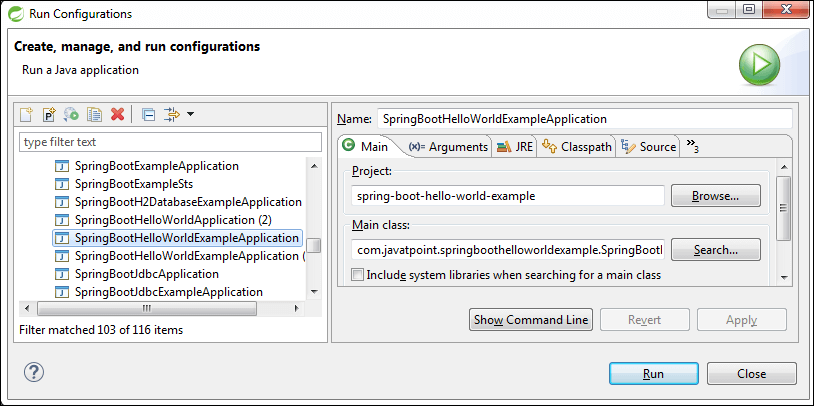 Run Configurations
Create, manage, and run configurations
Run a Java application
type filter text
SpringBootExampleApplication
SpringBootExampleSts
SpringBootH2DatabaseExampleApplication
SpringBootHelloWorldApplication (2)
SpringBootHelloWorldExampleApplication
SpringBootHelloWorldExampleApplication (
SpringBootJdbcApplication
SpringBootJdbcExampleApplication
Filter matched 103 of 116 items
Name: SpringBootHelloWorldExampleApplication
Main (x)= Arguments JRE Classpath Source »3
Project:
spring-boot-hello-world-example Browse...
Main class:
com.javatpoint.springboothelloworldexample.SpringBootl Search...
Include system libraries when searching for a main class
Show Command Line Revert Apply
? Run Close